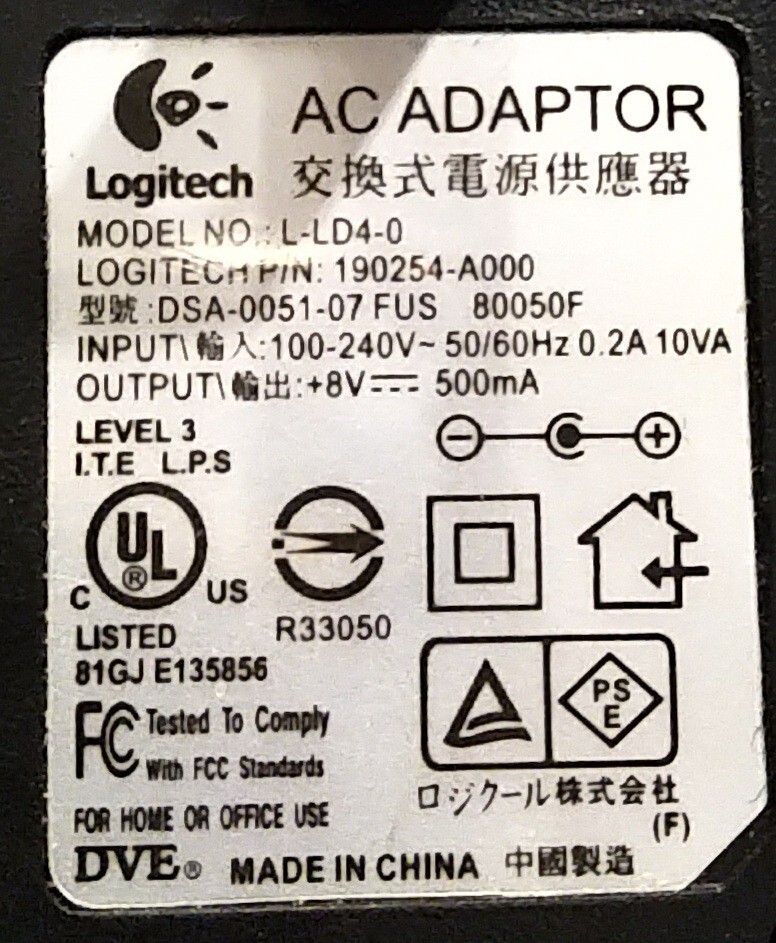 AC ADAPTOR
Logitech 交換式電源供應器
MODEL NO.: L-LD4-0
LOGITECH P/N: 190254-A000
型號:DSA-0051-07 FUS 80050F
INPUT\輸入:100-240V~ 50/60Hz 0.2A 10VA
OUTPUT\輸出:+8V⎓ 500mA
LEVEL 3
I.T.E L.P.S
UL
®
C US
LISTED
81GJ E135856
R33050
FC Tested To Comply
With FCC Standards
PS
E
ロジクール株式会社
(F)
FOR HOME OR OFFICE USE
DVE® MADE IN CHINA 中國製造